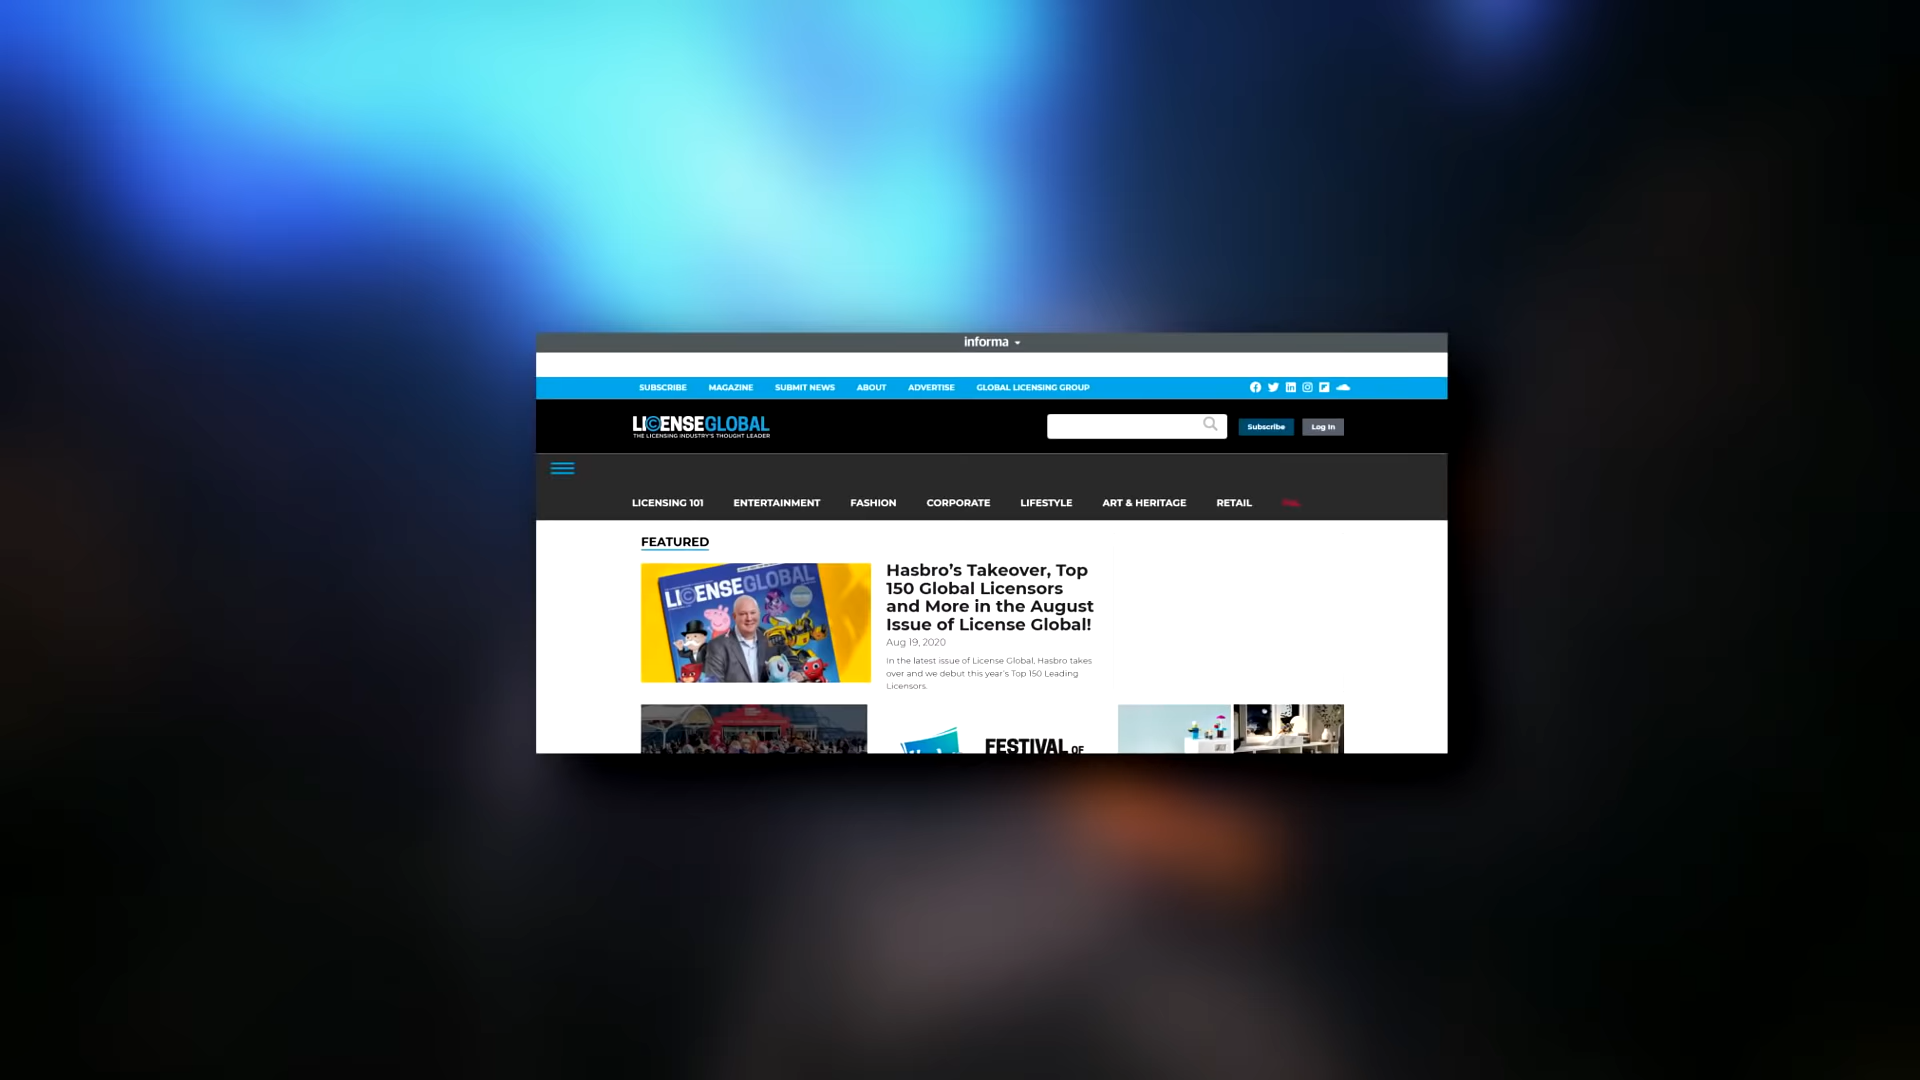 informa
SUBSCRIBE MAGAZINE SUBMIT NEWS ABOUT ADVERTISE GLOBAL LICENSING GROUP
LICENSEGLOBAL
THE LICENSING INDUSTRY'S THOUGHT LEADER
Subscribe Log In
LICENSING 101 ENTERTAINMENT FASHION CORPORATE LIFESTYLE ART & HERITAGE RETAIL
FEATURED
LICENSEGLOBAL
Hasbro's Takeover, Top
150 Global Licensors
and More in the August
Issue of License Global!
Aug 19, 2020
In the latest issue of License Global, Hasbro takes
over and we debut this year's Top 150 Leading
Licensors.
FESTIVAL OF